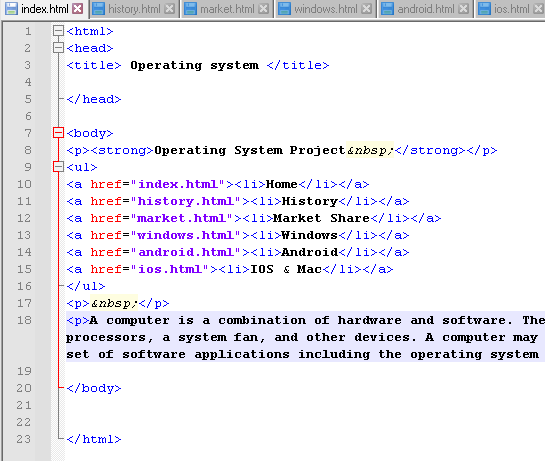 index.html history.html market.html windows.html android.html ios.html
1 <html>
2 <head>
3 <title> Operating system </title>
4
5 </head>
6
7 <body>
8 <p><strong>Operating System Project&nbsp;</strong></p>
9 <ul>
10 <a href="index.html"><li>Home</li></a>
11 <a href="history.html"><li>History</li></a>
12 <a href="market.html"><li>Market Share</li></a>
13 <a href="windows.html"><li>Windows</li></a>
14 <a href="android.html"><li>Android</li></a>
15 <a href="ios.html"><li>IOS & Mac</li></a>
16 </ul>
17 <p>&nbsp;</p>
18 <p>A computer is a combination of hardware and software. The
processors, a system fan, and other devices. A computer may
set of software applications including the operating system
19
20 </body>
21
22
23 </html>